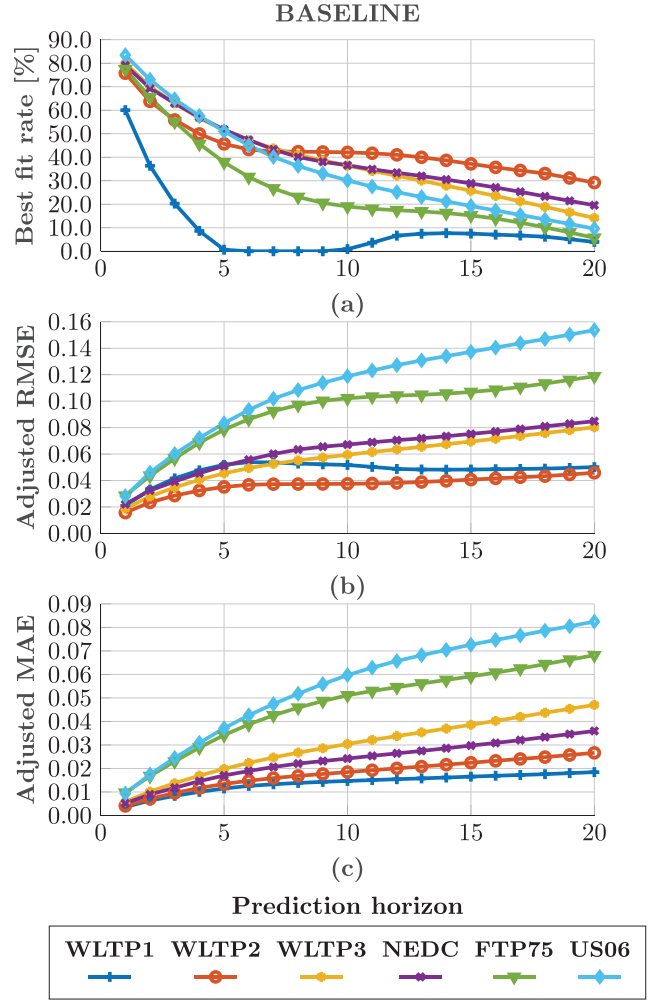 BASELINE
Best fit rate [%]
90.0
80.0
70.0
60.0
50.0
40.0
30.0
20.0
10.0
0.0
0 5 10 15 20
(a)
Adjusted RMSE
0.16
0.14
0.12
0.10
0.08
0.06
0.04
0.02
0.00
0 5 10 15 20
(b)
Adjusted MAE
0.09
0.08
0.07
0.06
0.05
0.04
0.03
0.02
0.01
0.00
0 5 10 15 20
(c)
Prediction horizon
WLTP1 WLTP2 WLTP3 NEDC FTP75 US06